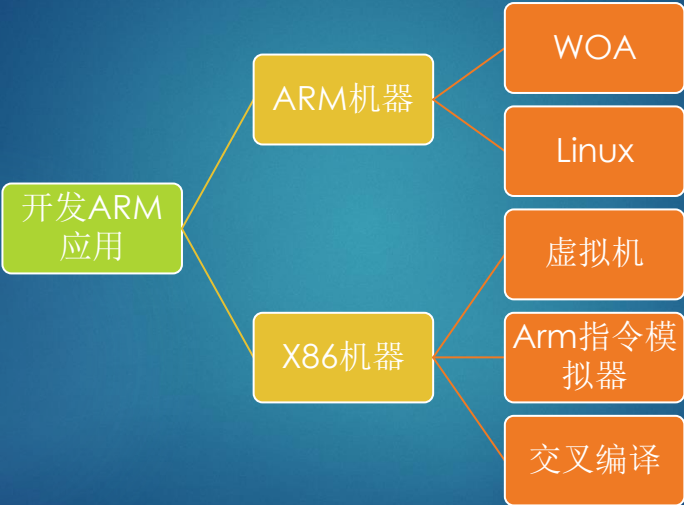 开发ARM
应用
ARM机器
X86机器
WOA
Linux
虚拟机
Arm指令模
拟器
交叉编译